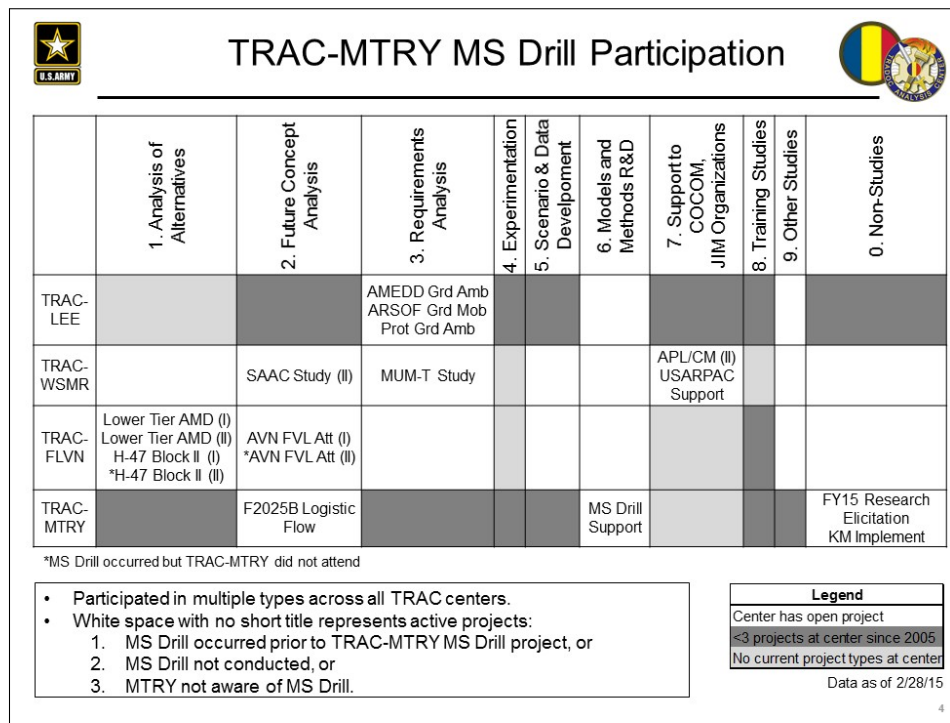 U.S.ARMY
TRAC-MTRY MS Drill Participation
TRADOC ANALYSIS CENTER
1. Analysis of
Alternatives
2. Future Concept
Analysis
3. Requirements
Analysis
4. Experimentation
5. Scenario & Data
Develpoment
6. Models and
Methods R&D
7. Support to
COCOM,
JIM Organizations
8. Training Studies
9. Other Studies
0. Non-Studies
TRAC-
LEE
AMEDD Grd Amb
ARSOF Grd Mob
Prot Grd Amb
TRAC-
WSMR
SAAC Study (II)
MUM-T Study
APL/CM (II)
USARPAC
Support
TRAC-
FLVN
Lower Tier AMD (I)
Lower Tier AMD (II)
H-47 Block II (I)
*H-47 Block II (II)
AVN FVL Att (I)
*AVN FVL Att (II)
TRAC-
MTRY
F2025B Logistic
Flow
MS Drill
Support
FY15 Research
Elicitation
KM Implement
*MS Drill occurred but TRAC-MTRY did not attend
• Participated in multiple types across all TRAC centers.
• White space with no short title represents active projects:
1. MS Drill occurred prior to TRAC-MTRY MS Drill project, or
2. MS Drill not conducted, or
3. MTRY not aware of MS Drill.
Legend
Center has open project
<3 projects at center since 2005
No current project types at center
Data as of 2/28/15
4